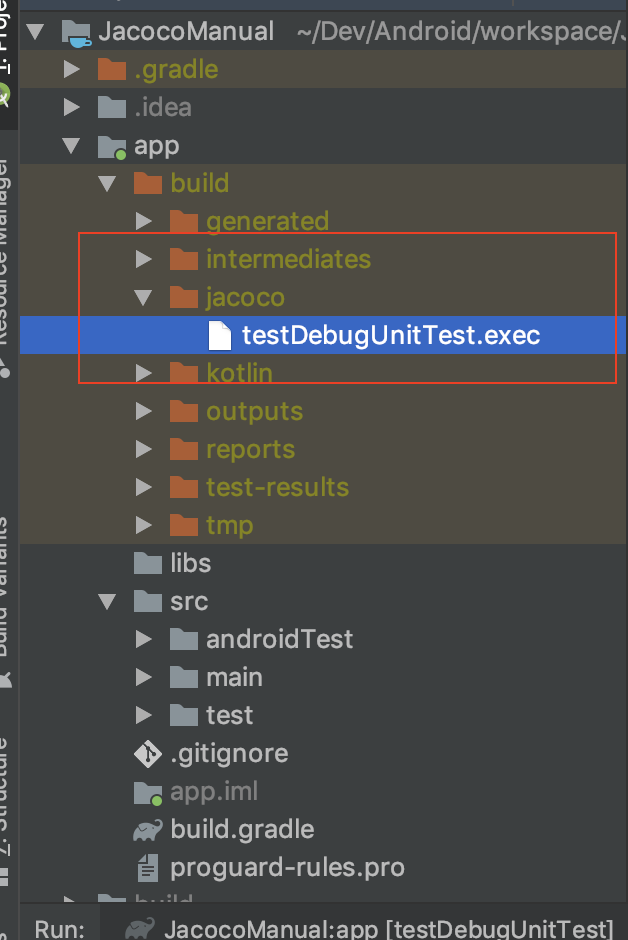 JacocoManual ~/Dev/Android/workspace/
.gradle
.idea
app
build
generated
intermediates
jacoco
testDebugUnitTest.exec
kotlin
outputs
reports
test-results
tmp
libs
src
androidTest
main
test
.gitignore
app.iml
build.gradle
proguard-rules.pro
build
Run: JacocoManual:app [testDebugUnitTest]
Resource Manager
Build Variants
Z: Structure